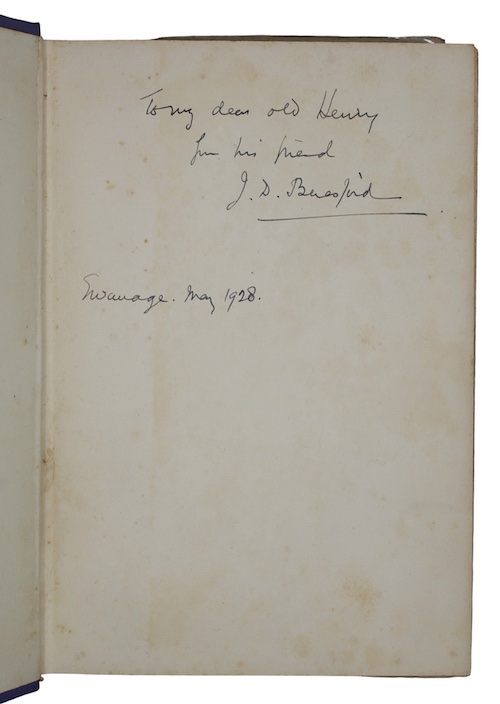 To my dear old Henry
from his friend
J. D. Beresford
Swanage. May 1928.